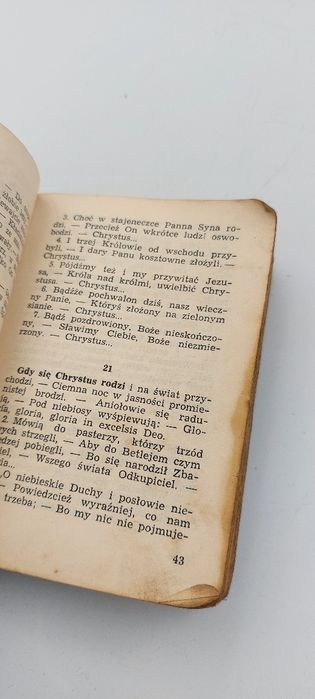 3. Choć w stajeneczce Panna Syna ro-
dzi, — Przecież On wkrótce ludzi oswo-
bodzi. — Chrystus...
4. I trzej Królowie od wschodu przy-
byli, — I dary Panu kosztowne złożyli. —
Chrystus...
5. Pójdźmy też i my przywitać Jezu-
sa, — Króla nad królmi, uwielbić Chry-
stusa. — Chrystus...
6. Bądźże pochwalon dziś, nasz wiecz-
ny Panie, — Któryś złożony na zielonym
sianie. — Chrystus...
7. Bądź pozdrowiony, Boże nieskończo-
ny, — Sławimy Ciebie, Boże niezmie-
rzony. — Chrystus...
21
Gdy się Chrystus rodzi i na świat przy-
chodzi, — Ciemna noc w jasności promie-
nistej brodzi. — Aniołowie się radu-
ją, — Pod niebiosy wyśpiewują: — Glo-
ria, gloria, gloria in excelsis Deo.
2. Mówią do pasterzy, którzy trzód
strzegli, — Aby do Betlejem czym
pobiegli, — Bo się narodził Zba-
— Wszego świata Odkupiciel. —
„O niebieskie Duchy i posłowie nie-
— Powiedzcież wyraźniej, co nam
trzeba; — Bo my nic nie pojmuje-
43